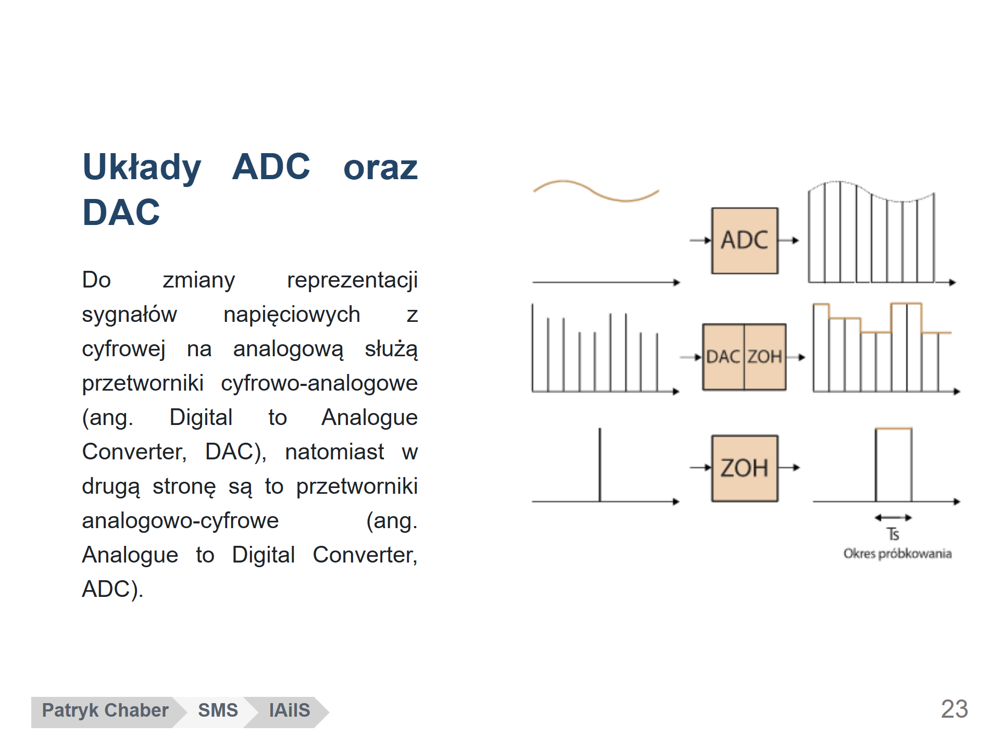 Układy ADC oraz
DAC
Do zmiany reprezentacji
sygnałów napięciowych z
cyfrowej na analogową służą
przetworniki cyfrowo-analogowe
(ang. Digital to Analogue
Converter, DAC), natomiast w
drugą stronę są to przetworniki
analogowo-cyfrowe (ang.
Analogue to Digital Converter,
ADC).
ADC
DAC ZOH
ZOH
Ts
Okres próbkowania
Patryk Chaber SMS IAiIS
23